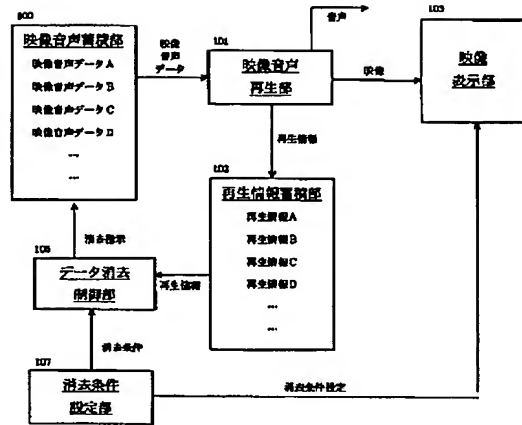 映像音声蓄積部
映像音声データA
映像音声データB
映像音声データC
映像音声データD
…
…
映像
音声
データ
101
映像音声
再生部
音声
映像
103
映像
表示部
再生情報
102
再生情報蓄積部
再生情報A
再生情報B
再生情報C
再生情報D
…
…
消去指示
データ消去
制御部
再生情報
消去条件
107
消去条件
設定部
消去条件設定